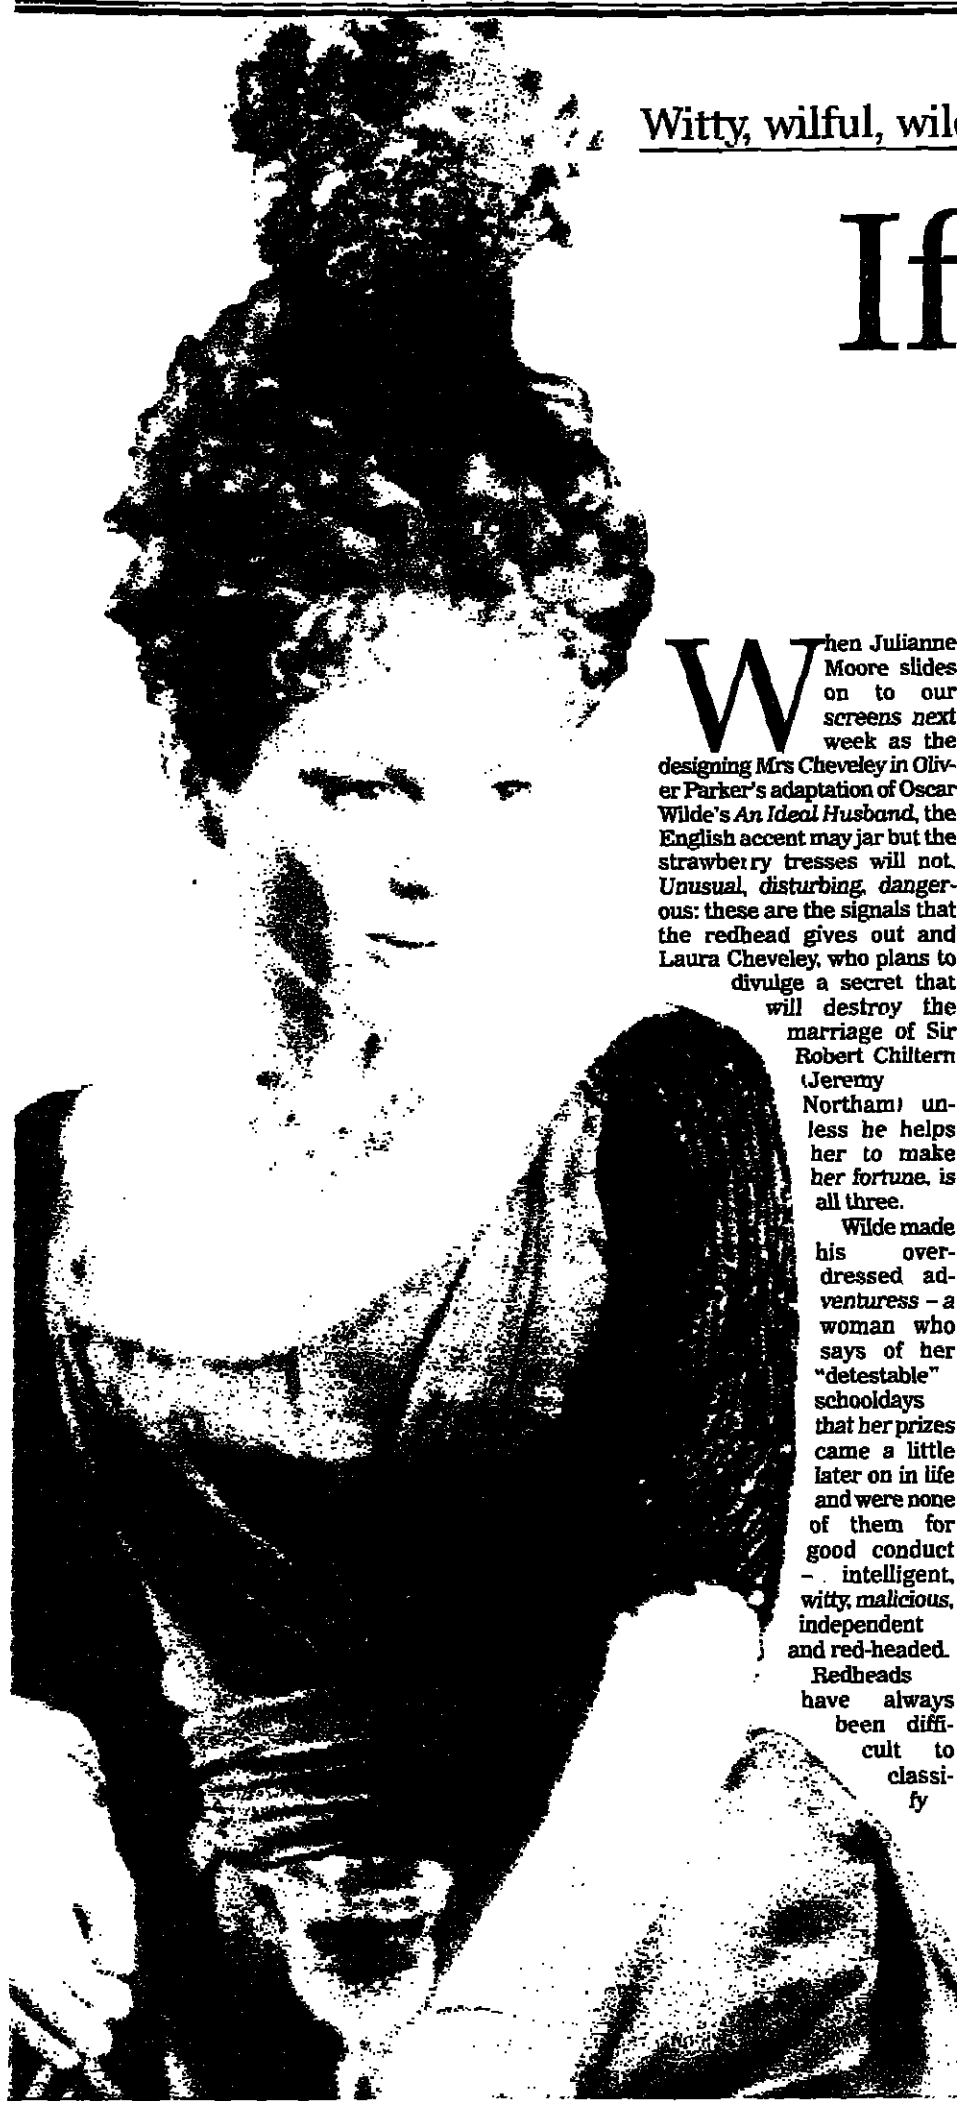 Witty, wilful, wild
If
When Julianne
Moore slides
on to our
screens next
week as the
designing Mrs Cheveley in Oliv-
er Parker's adaptation of Oscar
Wilde's An Ideal Husband, the
English accent may jar but the
strawberry tresses will not.
Unusual, disturbing, danger-
ous: these are the signals that
the redhead gives out and
Laura Cheveley, who plans to
divulge a secret that
will destroy the
marriage of Sir
Robert Chiltern
(Jeremy
Northam) un-
less he helps
her to make
her fortune, is
all three.
Wilde made
his over-
dressed ad-
venturess – a
woman who
says of her
"detestable"
schooldays
that her prizes
came a little
later on in life
and were none
of them for
good conduct
– intelligent,
witty, malicious,
independent
and red-headed.
Redheads
have always
been diffi-
cult to
classi-
fy